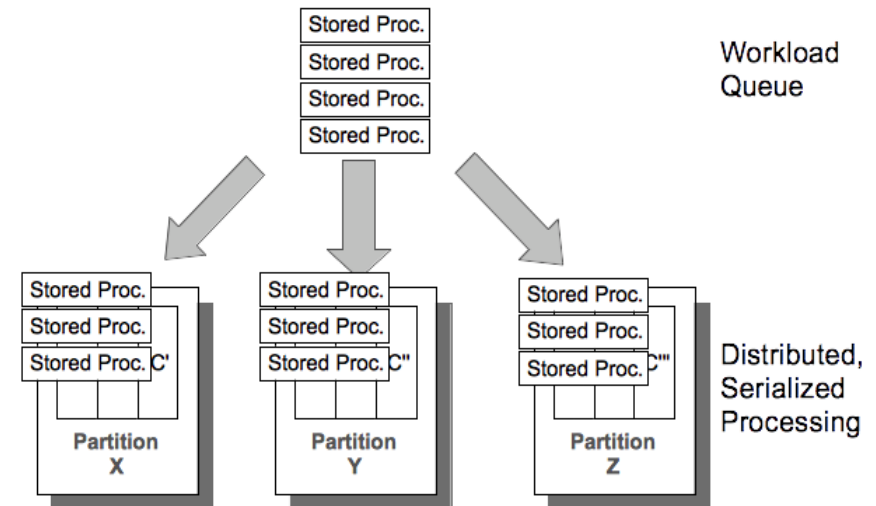 Stored Proc.
Stored Proc.
Stored Proc.
Stored Proc.
Workload
Queue
Stored Proc.
Stored Proc.
Stored Proc. C'
Partition
X
Stored Proc.
Stored Proc.
Stored Proc. C"
Partition
Y
Stored Proc.
Stored Proc.
Stored Proc. C'"
Partition
Z
Distributed,
Serialized
Processing